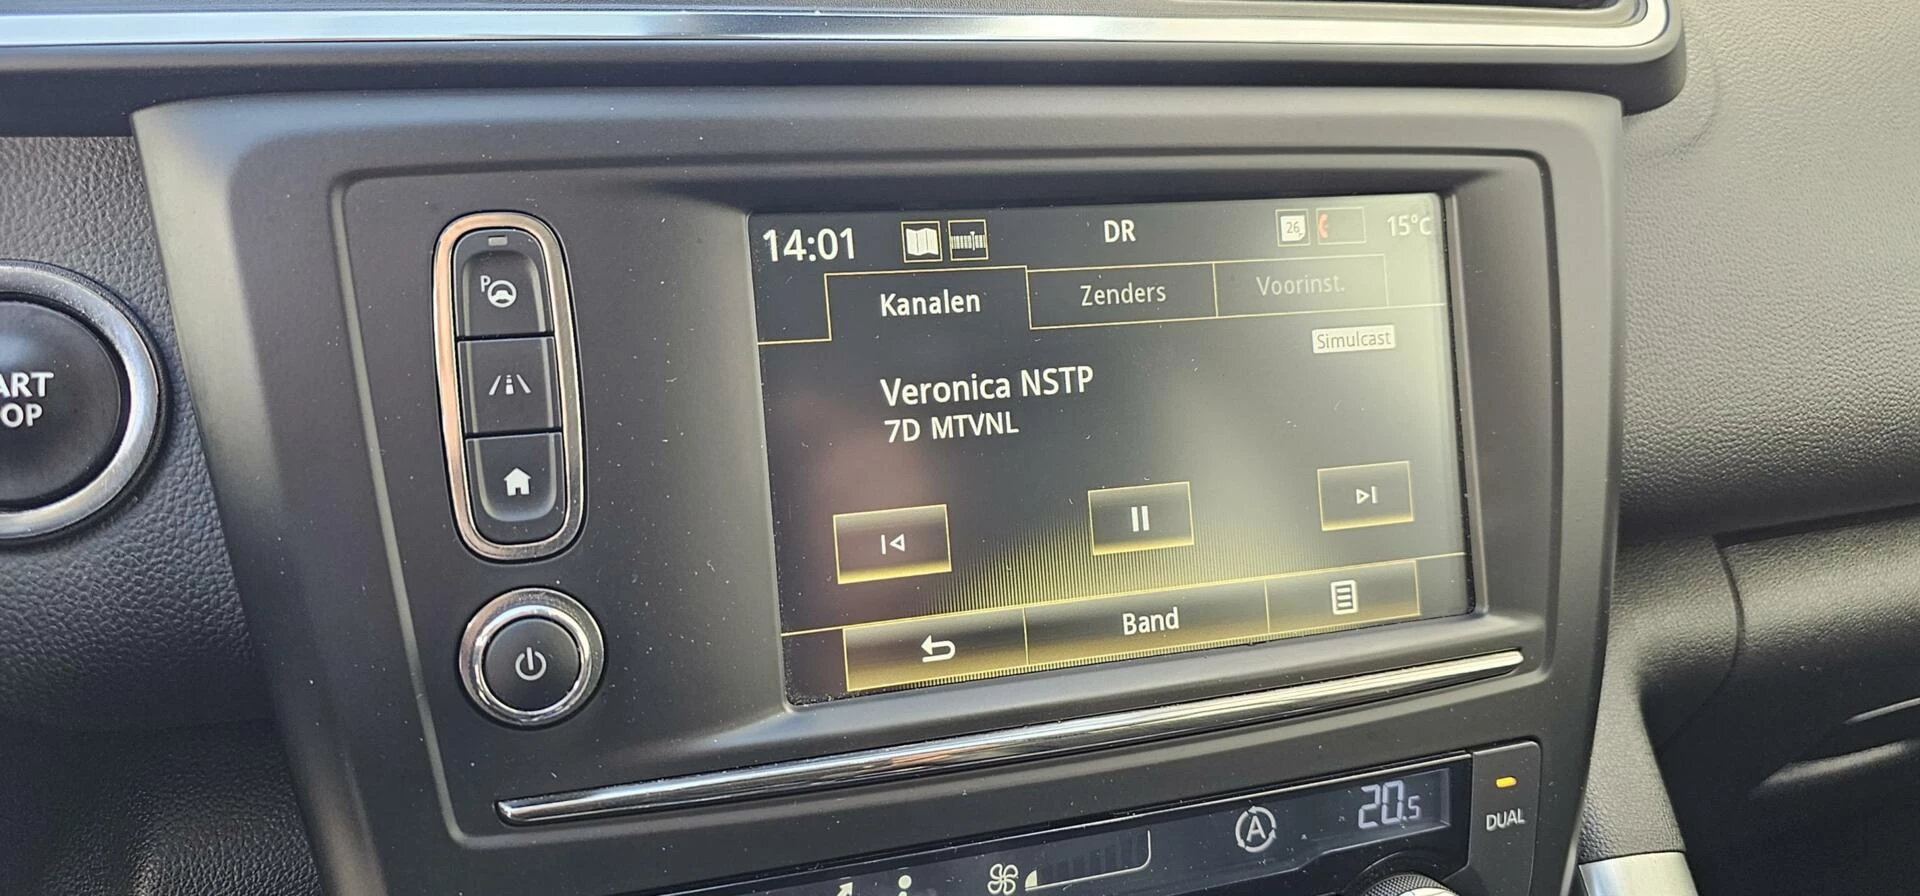 14:01 DR 26 15°C
Kanalen Zenders Voorinst.
Simulcast
Veronica NSTP
7D MTVNL
Band
P
ART
OP
A 20.5
DUAL